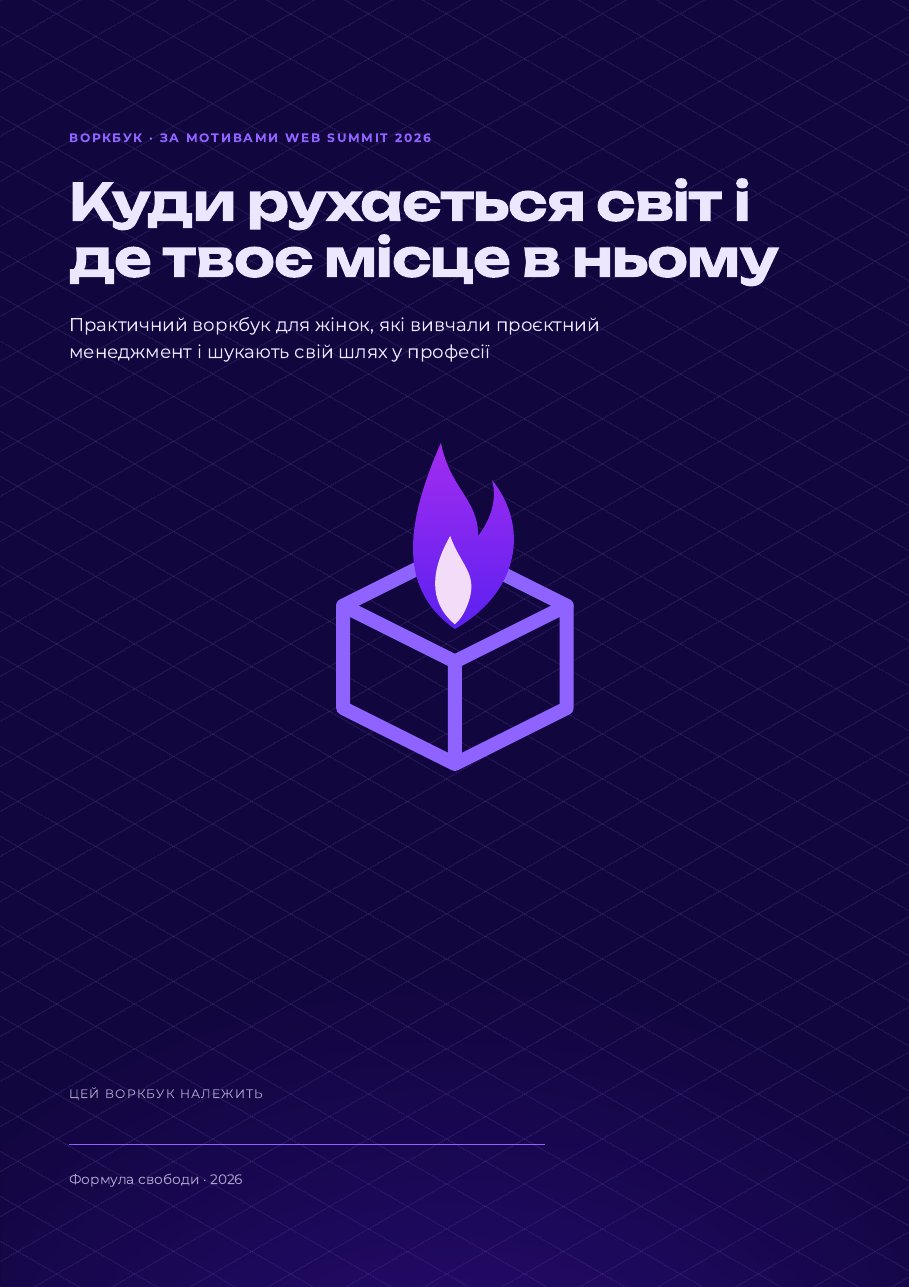 ВОРКБУК · ЗА МОТИВАМИ WEB SUMMIT 2026
Куди рухається світ і
де твоє місце в ньому
Практичний воркбук для жінок, які вивчали проєктний
менеджмент і шукають свій шлях у професії
ЦЕЙ ВОРКБУК НАЛЕЖИТЬ
Формула свободи · 2026